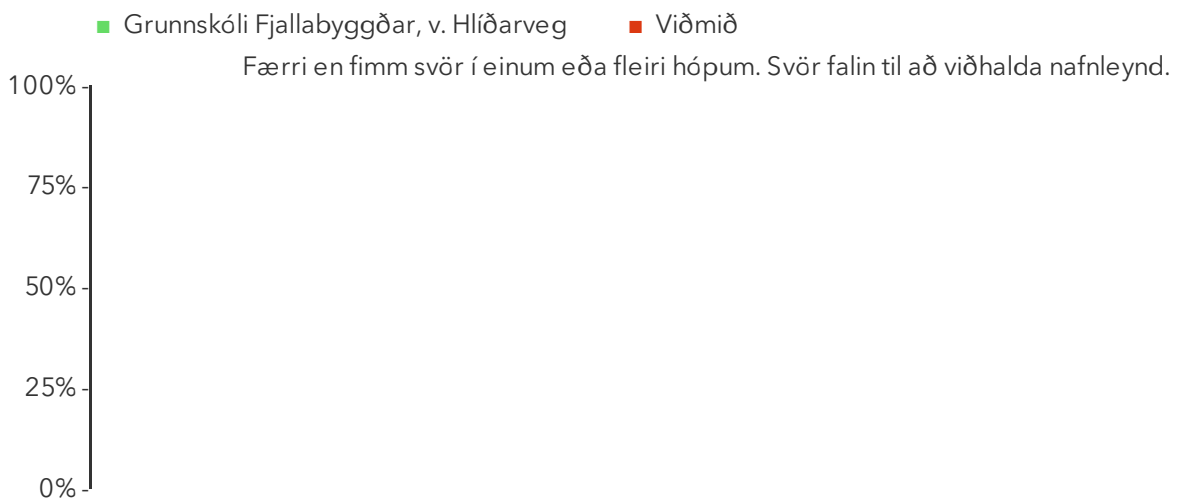 Grunnskóli Fjallabyggðar, v. Hlíðarveg Viðmið
Færri en fimm svör í einum eða fleiri hópum. Svör falin til að viðhalda nafnleynd.
100%
75%
50%
25%
0%